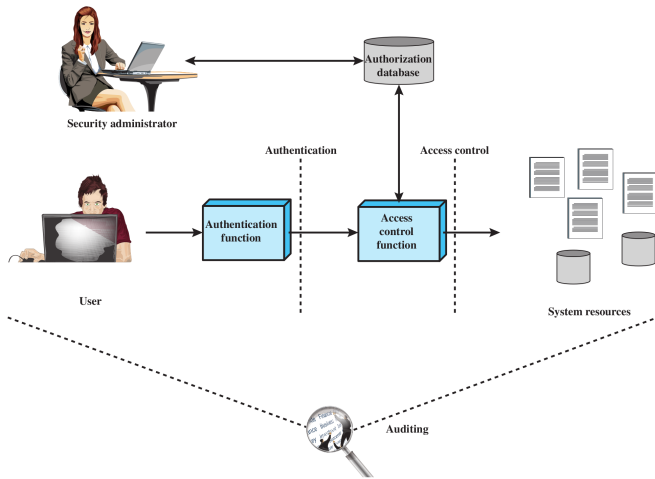 Authorization
database
Security administrator
Authentication
Access control
Authentication
function
Access
control
function
User
System resources
Auditing